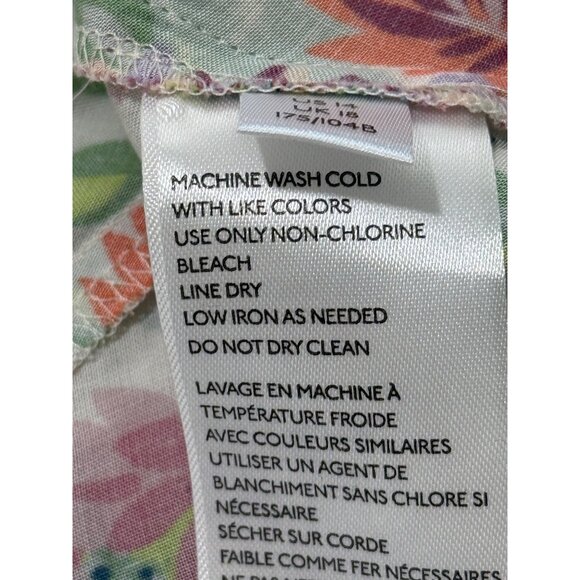 US 14
UK 18
175/104B
MACHINE WASH COLD
WITH LIKE COLORS
USE ONLY NON-CHLORINE
BLEACH
LINE DRY
LOW IRON AS NEEDED
DO NOT DRY CLEAN
LAVAGE EN MACHINE À
TEMPÉRATURE FROIDE
AVEC COULEURS SIMILAIRES
UTILISER UN AGENT DE
BLANCHIMENT SANS CHLORE SI
NÉCESSAIRE
SÉCHER SUR CORDE
FAIBLE COMME FER NÉCESSAIRES
NE PAS